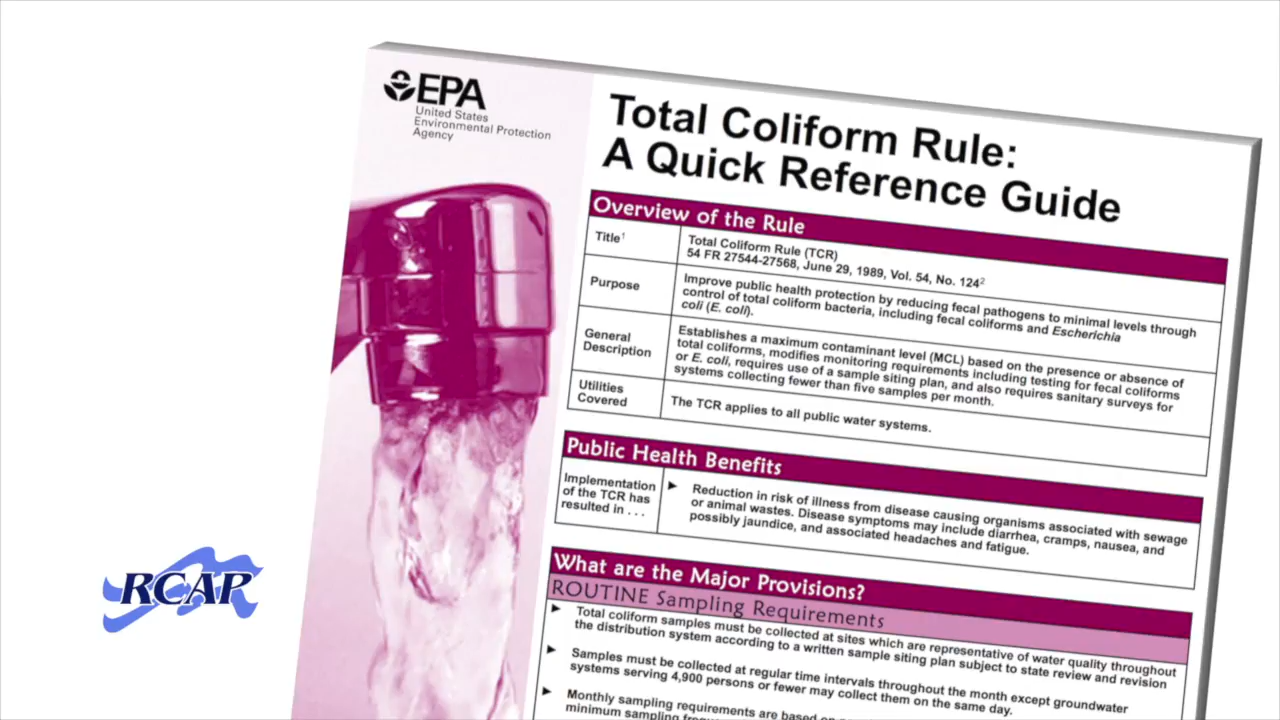 EPA
United States
Environmental Protection
Agency
Total Coliform Rule:
A Quick Reference Guide
Overview of the Rule
Title1
Total Coliform Rule (TCR)
54 FR 27544-27568, June 29, 1989, Vol. 54, No. 1242
Purpose
Improve public health protection by reducing fecal pathogens to minimal levels through
control of total coliform bacteria, including fecal coliforms and Escherichia
coli (E. coli).
General
Description
Establishes a maximum contaminant level (MCL) based on the presence or absence of
total coliforms, modifies monitoring requirements including testing for fecal coliforms
or E. coli, requires use of a sample siting plan, and also requires sanitary surveys for
systems collecting fewer than five samples per month.
Utilities
Covered
The TCR applies to all public water systems.
Public Health Benefits
Implementation
of the TCR has
resulted in . . .
► Reduction in risk of illness from disease causing organisms associated with sewage
or animal wastes. Disease symptoms may include diarrhea, cramps, nausea, and
possibly jaundice, and associated headaches and fatigue.
What are the Major Provisions?
ROUTINE Sampling Requirements
► Total coliform samples must be collected at sites which are representative of water quality throughout
the distribution system according to a written sample siting plan subject to state review and revision
► Samples must be collected at regular time intervals throughout the month except groundwater
systems serving 4,900 persons or fewer may collect them on the same day.
► Monthly sampling requirements are based on
minimum sampling
RCAP